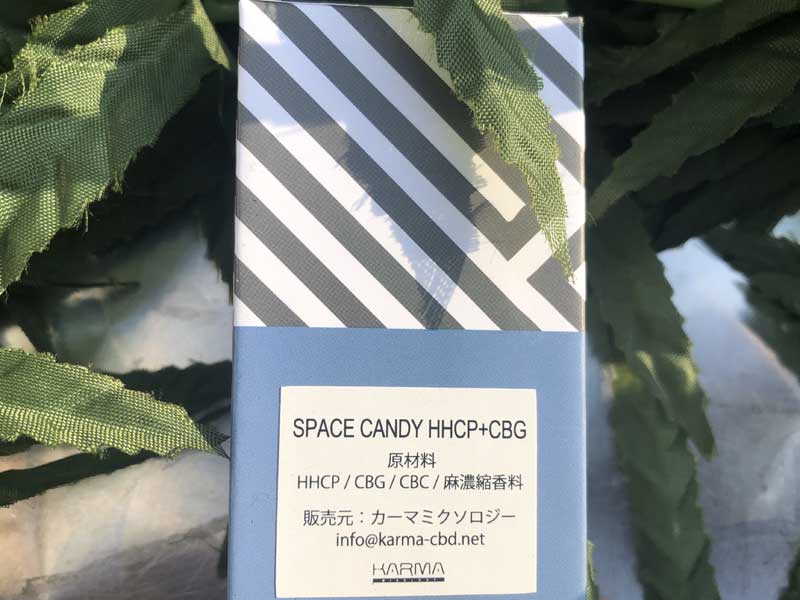 SPACE CANDY HHCP+CBG
原材料
HHCP / CBG / CBC / 麻濃縮香料
販売元：カーマミクソロジー
info@karma-cbd.net
KARMA
MIXOLOGY